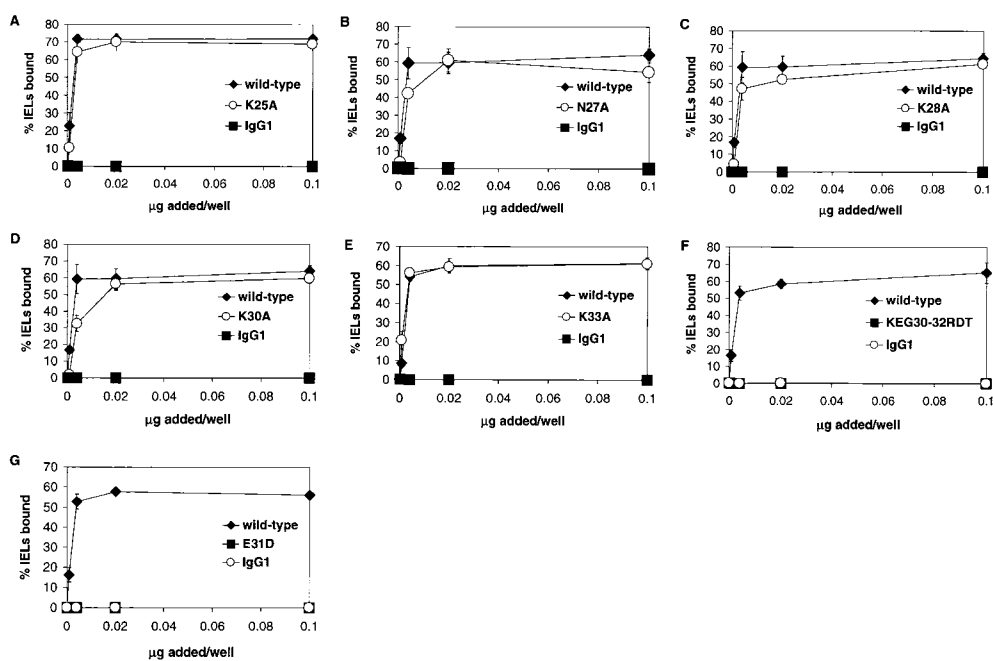 A
% IELs bound
80
70
60
50
40
30
20
10
0
wild-type
K25A
IgG1
0 0.02 0.04 0.06 0.08 0.1
µg added/well
B
% IELs bound
80
70
60
50
40
30
20
10
0
wild-type
N27A
IgG1
0 0.02 0.04 0.06 0.08 0.1
µg added/well
C
% IELs bound
80
70
60
50
40
30
20
10
0
wild-type
K28A
IgG1
0 0.02 0.04 0.06 0.08 0.1
µg added/well
D
% IELs bound
80
70
60
50
40
30
20
10
0
wild-type
K30A
IgG1
0 0.02 0.04 0.06 0.08 0.1
µg added/well
E
% IELs bound
70
60
50
40
30
20
10
0
wild-type
K33A
IgG1
0 0.02 0.04 0.06 0.08 0.1
µg added/well
F
% IELs bound
80
70
60
50
40
30
20
10
0
wild-type
KEG30-32RDT
IgG1
0 0.02 0.04 0.06 0.08 0.1
µg added/well
G
% IELs bound
70
60
50
40
30
20
10
0
wild-type
E31D
IgG1
0 0.02 0.04 0.06 0.08 0.1
µg added/well